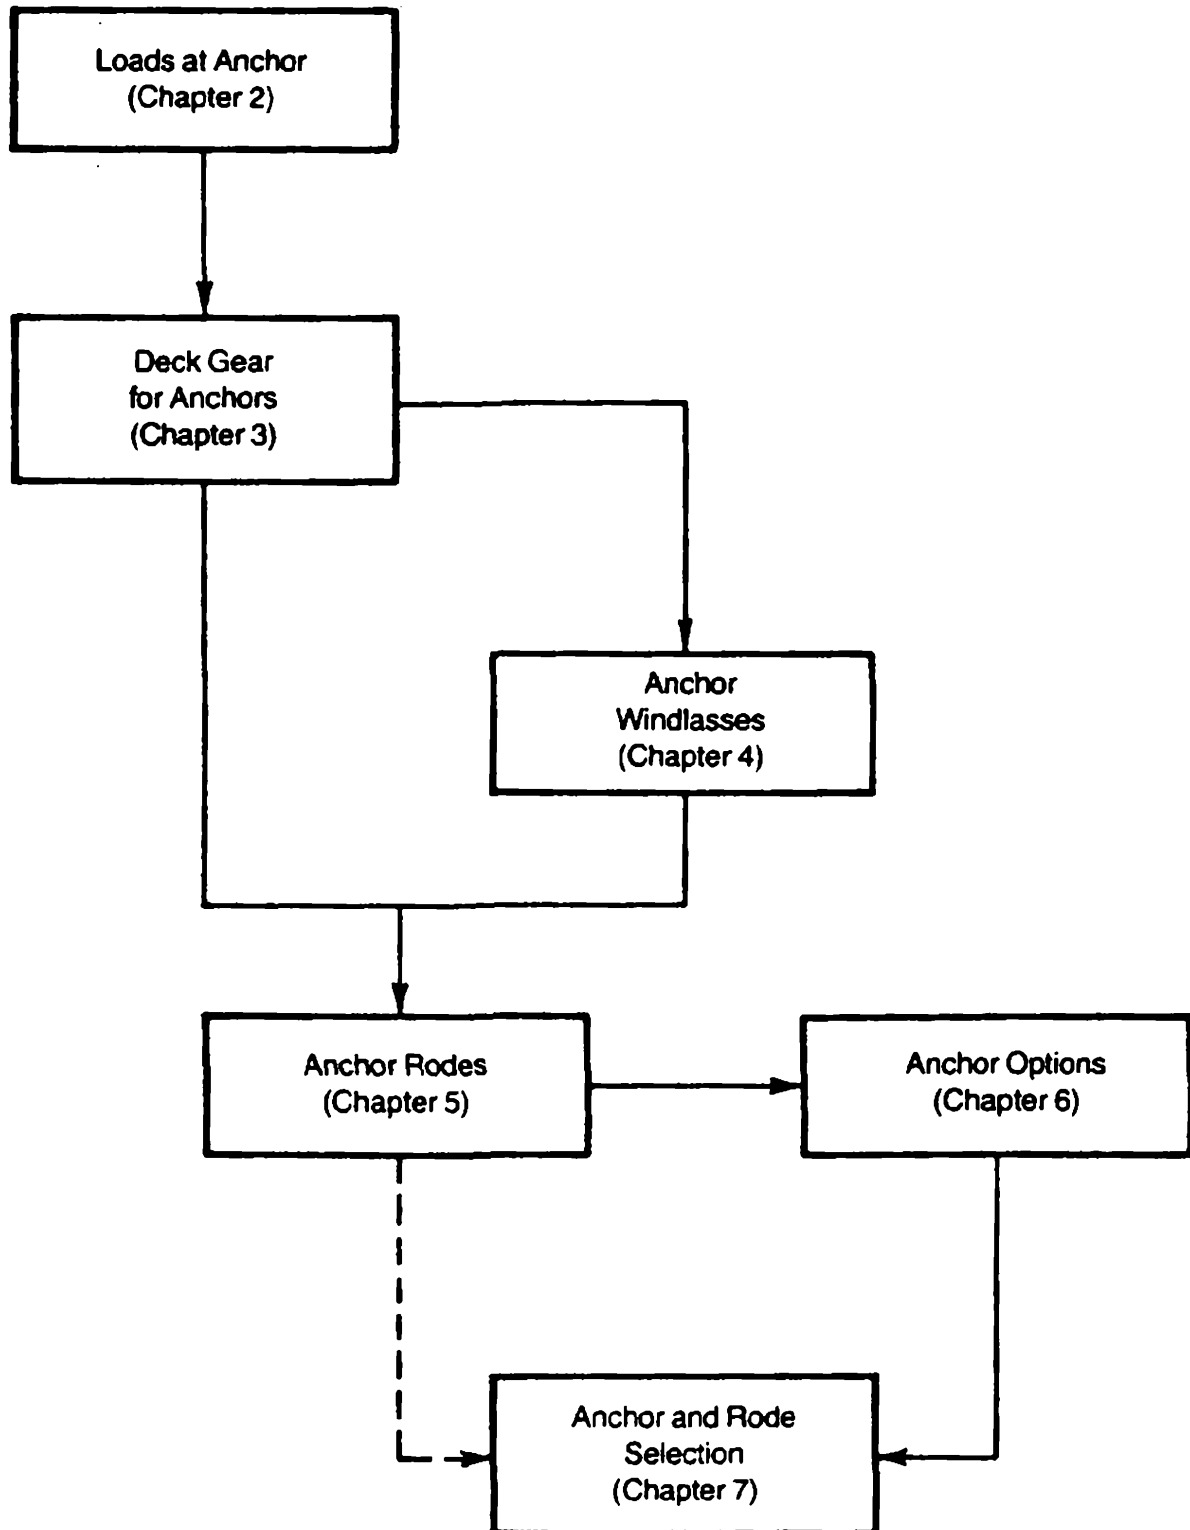 Loads at Anchor
(Chapter 2)
Deck Gear
for Anchors
(Chapter 3)
Anchor
Windlasses
(Chapter 4)
Anchor Rodes
(Chapter 5)
Anchor Options
(Chapter 6)
Anchor and Rode
Selection
(Chapter 7)